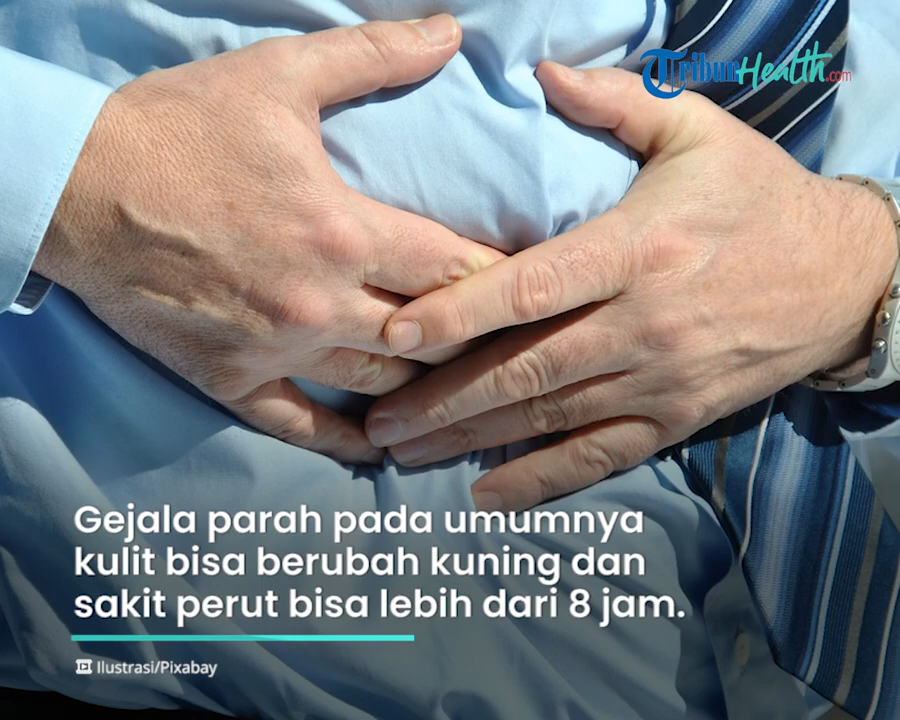 TribunHealth.com
Gejala parah pada umumnya
kulit bisa berubah kuning dan
sakit perut bisa lebih dari 8 jam.
Ilustrasi/Pixabay